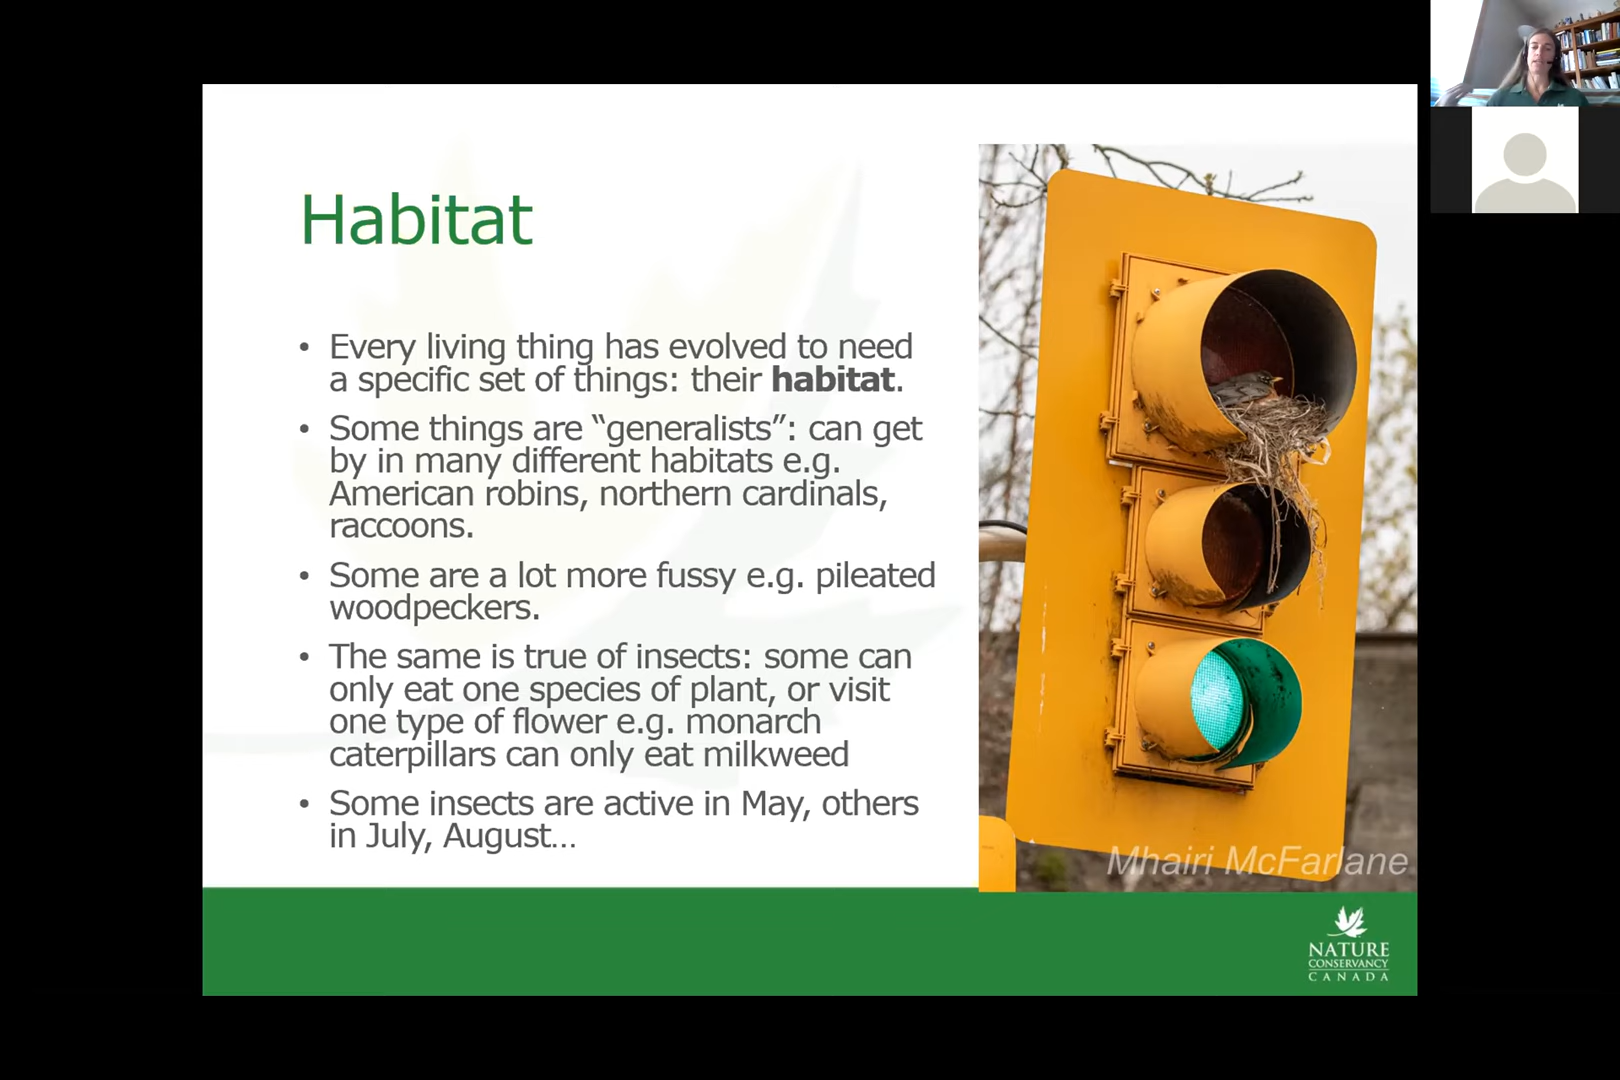 Habitat
• Every living thing has evolved to need
a specific set of things: their habitat.
• Some things are “generalists”: can get
by in many different habitats e.g.
American robins, northern cardinals,
raccoons.
• Some are a lot more fussy e.g. pileated
woodpeckers.
• The same is true of insects: some can
only eat one species of plant, or visit
one type of flower e.g. monarch
caterpillars can only eat milkweed
• Some insects are active in May, others
in July, August…
Mhairi McFarlane
NATURE
CONSERVANCY
CANADA